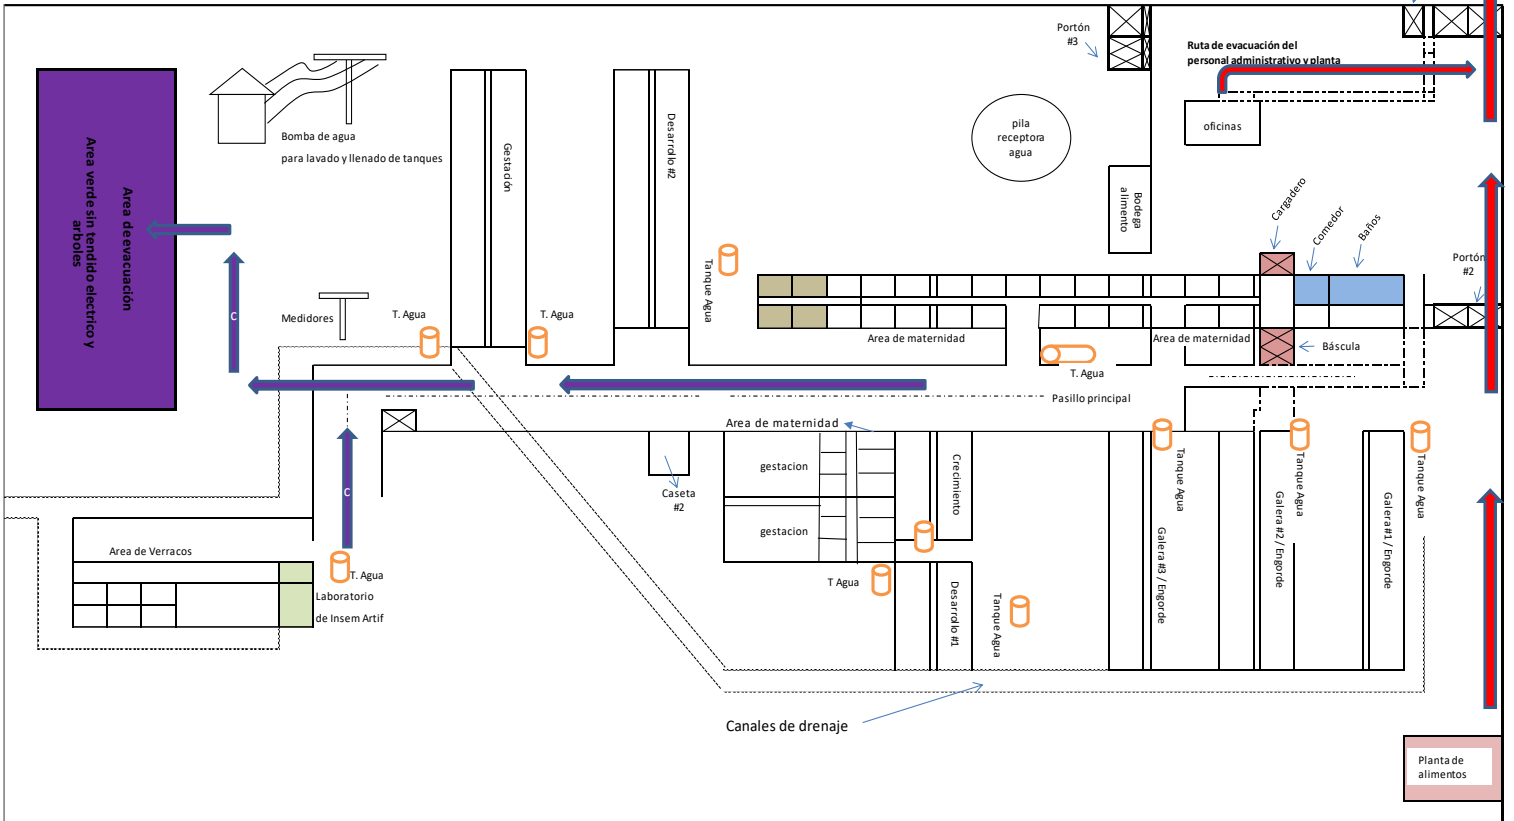 Portón
#3
Ruta de evacuación del
personal administrativo y planta
Bomba de agua
para lavado y llenado de tanques
Area de evacuación
Area verde sin tendido electrico y
arboles
Gestación
Desarrollo #2
pila
receptora
agua
oficinas
Bodega
alimento
Cargadero
Comedor
Baños
Portón
#2
Tanque Agua
Medidores
T. Agua
T. Agua
C
Area de maternidad
Area de maternidad
Báscula
T. Agua
Pasillo principal
Area de maternidad
gestacion
gestacion
Caseta
#2
Crecimiento
C
Tanque Agua
Galera #3 / Engorde
Tanque Agua
Galera #2 / Engorde
Tanque Agua
Galera #1 / Engorde
Area de Verracos
T. Agua
Laboratorio
de Insem Artif
T Agua
Desarrollo #1
Tanque Agua
Canales de drenaje
Planta de
alimentos